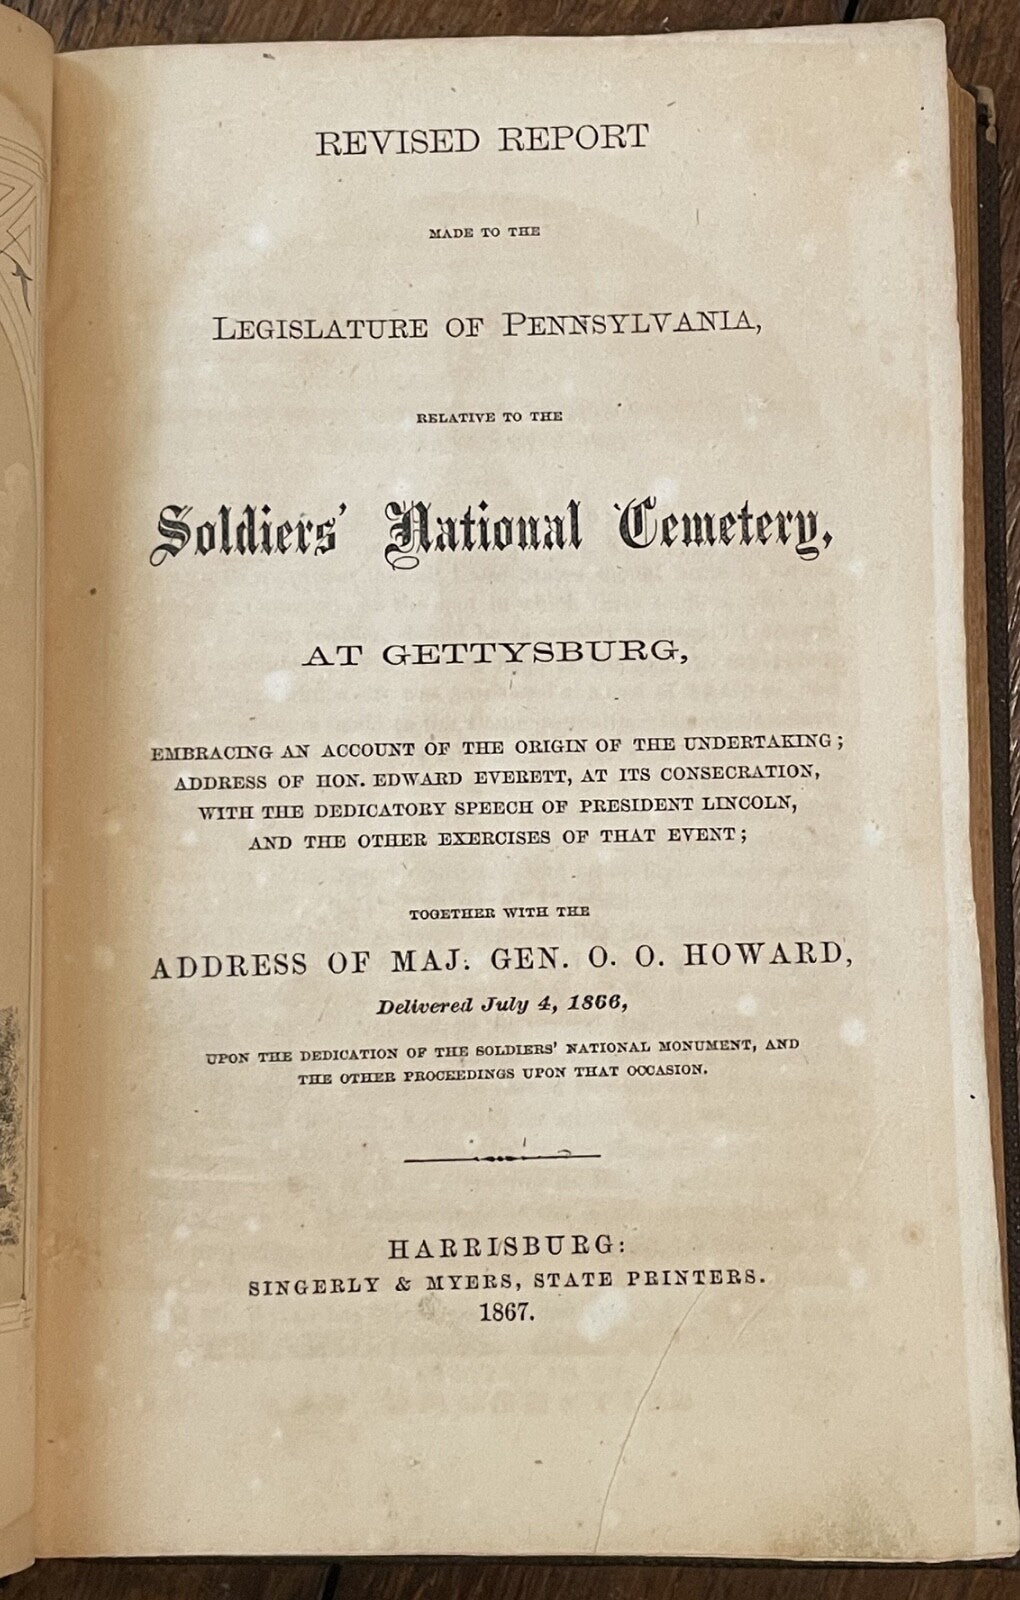 REVISED REPORT
MADE TO THE
LEGISLATURE OF PENNSYLVANIA,
RELATIVE TO THE
Soldiers' National Cemetery,
AT GETTYSBURG,
EMBRACING AN ACCOUNT OF THE ORIGIN OF THE UNDERTAKING;
ADDRESS OF HON. EDWARD EVERETT, AT ITS CONSECRATION,
WITH THE DEDICATORY SPEECH OF PRESIDENT LINCOLN,
AND THE OTHER EXERCISES OF THAT EVENT;
TOGETHER WITH THE
ADDRESS OF MAJ. GEN. O. O. HOWARD,
Delivered July 4, 1866,
UPON THE DEDICATION OF THE SOLDIERS' NATIONAL MONUMENT, AND
THE OTHER PROCEEDINGS UPON THAT OCCASION.
HARRISBURG:
SINGERLY & MYERS, STATE PRINTERS.
1867.